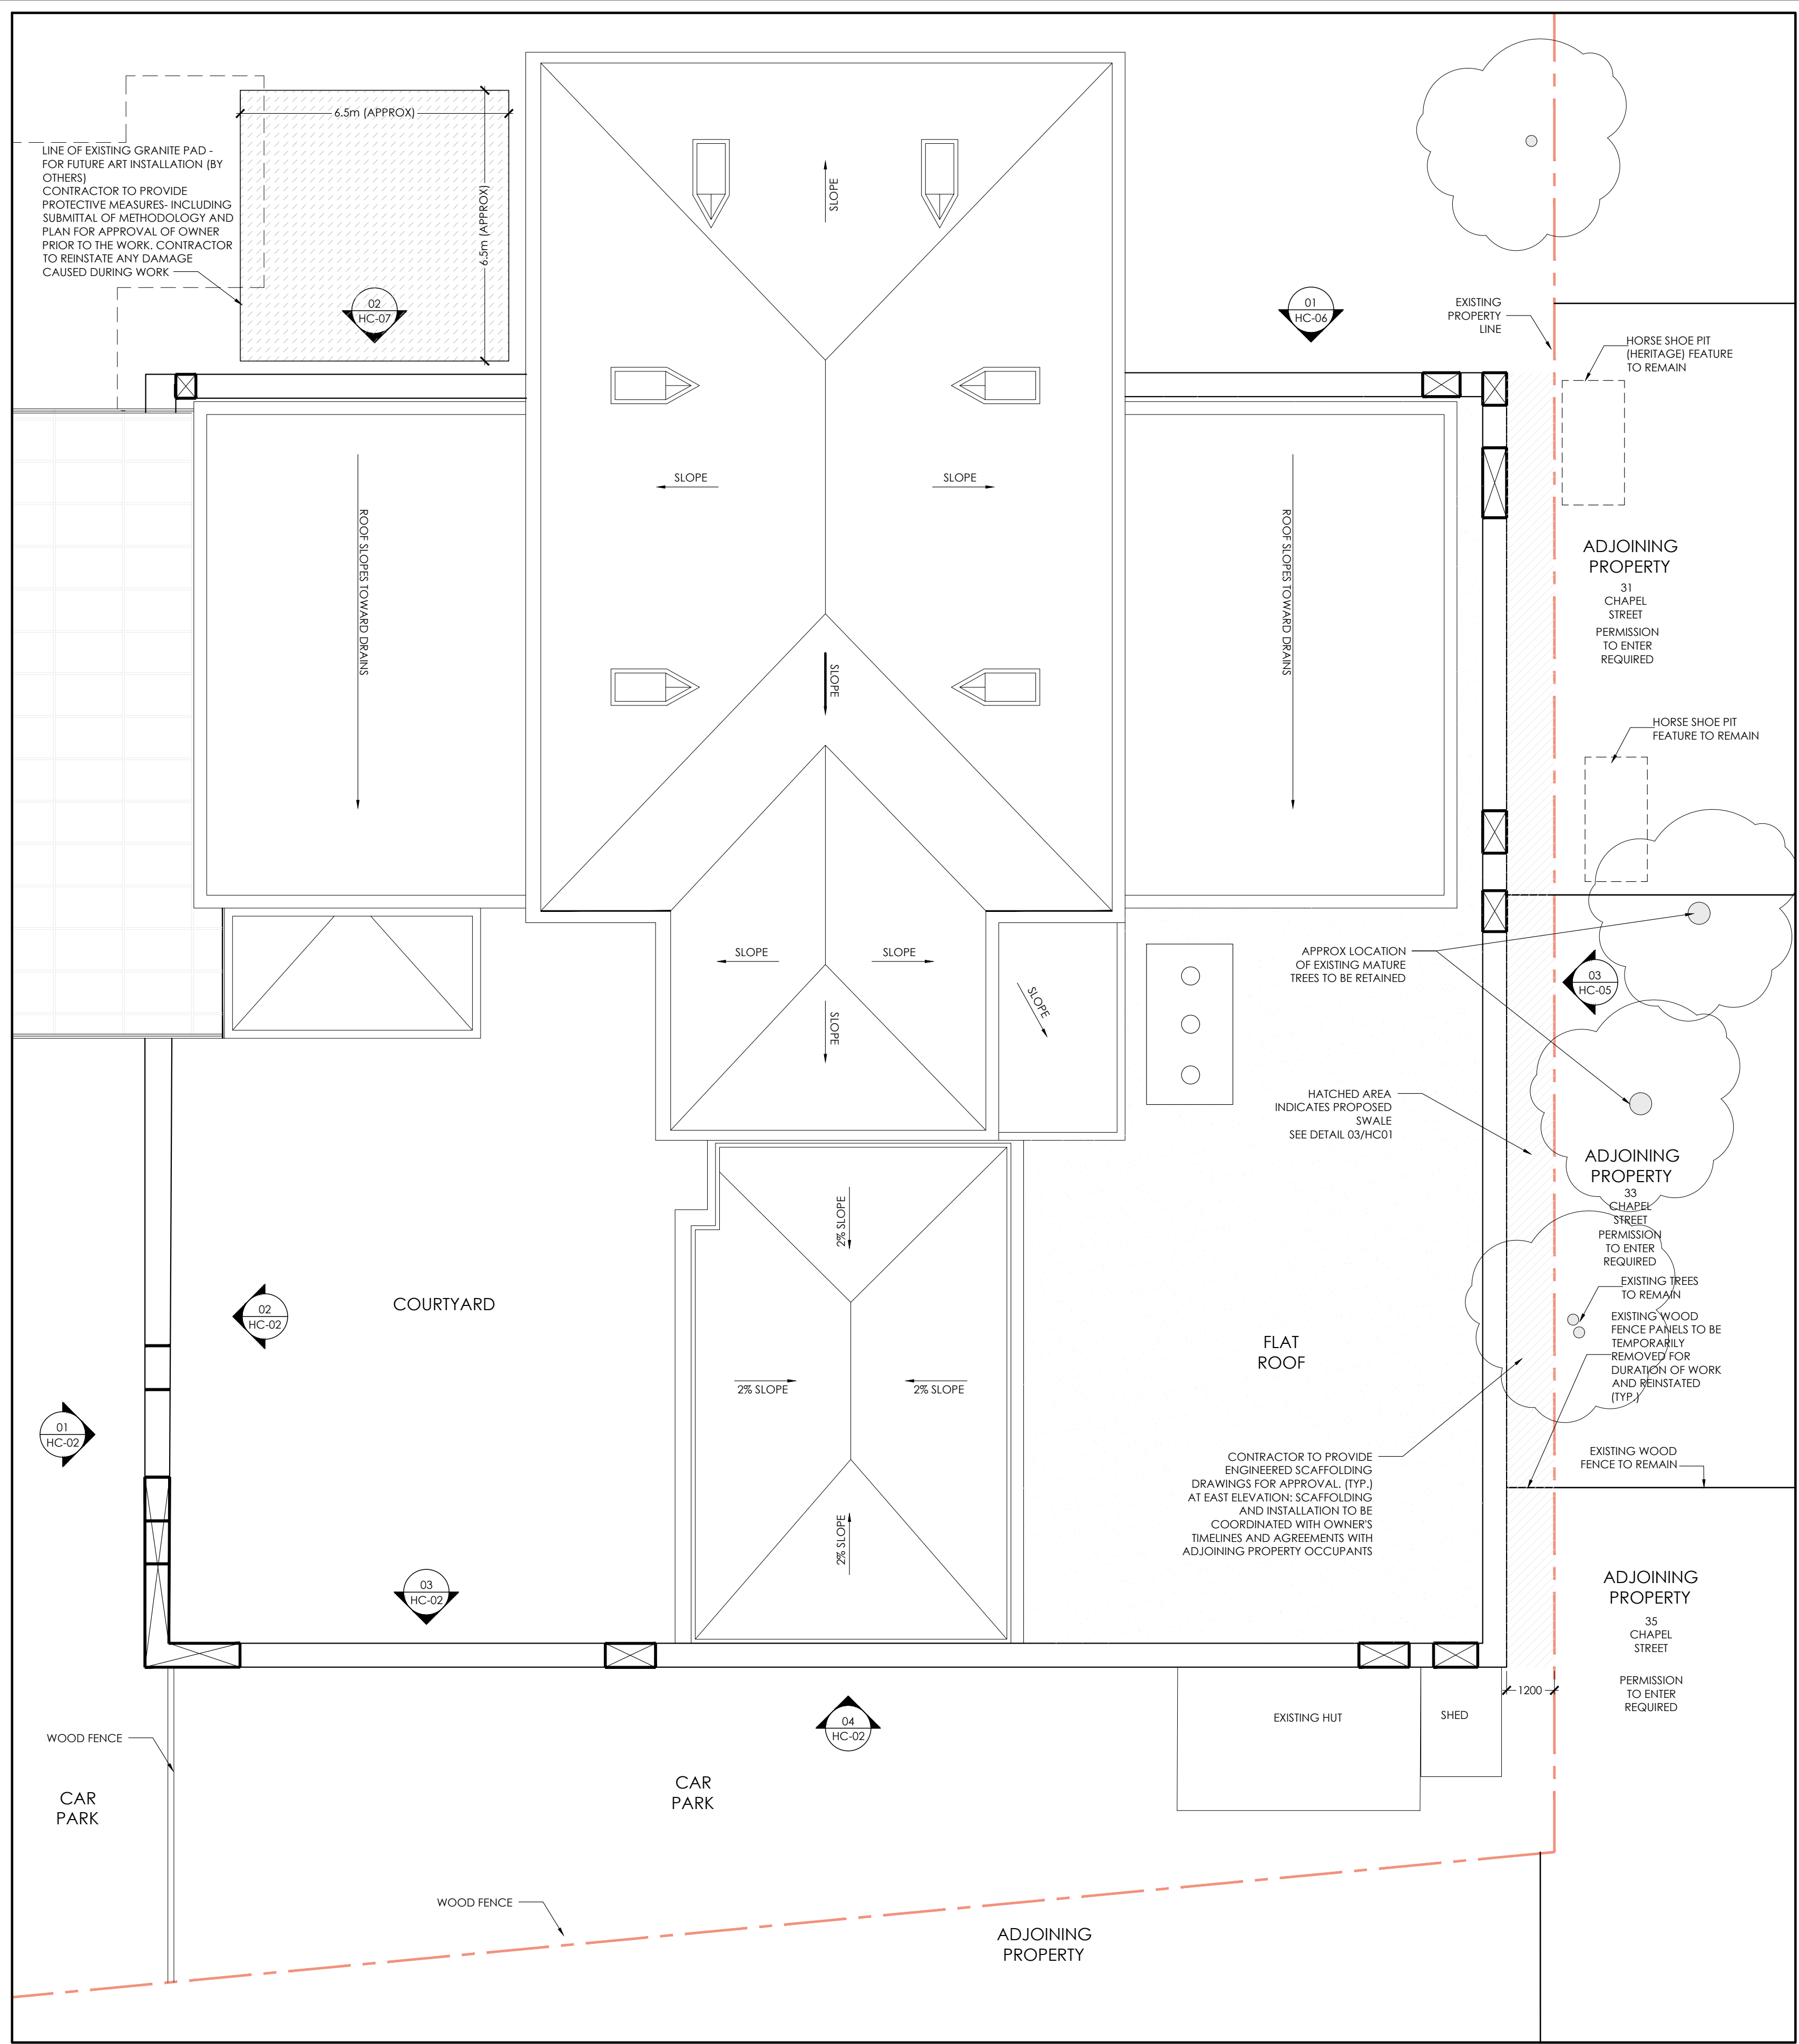 6.5m (APPROX)
6.5m (APPROX)
LINE OF EXISTING GRANITE PAD -
FOR FUTURE ART INSTALLATION (BY
OTHERS)
CONTRACTOR TO PROVIDE
PROTECTIVE MEASURES- INCLUDING
SUBMITTAL OF METHODOLOGY AND
PLAN FOR APPROVAL OF OWNER
PRIOR TO THE WORK. CONTRACTOR
TO REINSTATE ANY DAMAGE
CAUSED DURING WORK
02
HC-07
SLOPE
01
HC-06
EXISTING
PROPERTY
LINE
HORSE SHOE PIT
(HERITAGE) FEATURE
TO REMAIN
SLOPE
SLOPE
ROOF SLOPES TOWARD DRAINS
ROOF SLOPES TOWARD DRAINS
ADJOINING
PROPERTY
31
CHAPEL
STREET
PERMISSION
TO ENTER
REQUIRED
SLOPE
HORSE SHOE PIT
FEATURE TO REMAIN
SLOPE
SLOPE
SLOPE
SLOPE
APPROX LOCATION
OF EXISTING MATURE
TREES TO BE RETAINED
03
HC-05
HATCHED AREA
INDICATES PROPOSED
SWALE
SEE DETAIL 03/HC01
ADJOINING
PROPERTY
33
CHAPEL
STREET
PERMISSION
TO ENTER
REQUIRED
2% SLOPE
EXISTING TREES
TO REMAIN
02
HC-02
COURTYARD
EXISTING WOOD
FENCE PANELS TO BE
TEMPORARILY
REMOVED FOR
DURATION OF WORK
AND REINSTATED
(TYP.)
FLAT
ROOF
2% SLOPE
2% SLOPE
01
HC-02
CONTRACTOR TO PROVIDE
ENGINEERED SCAFFOLDING
DRAWINGS FOR APPROVAL. (TYP.)
AT EAST ELEVATION: SCAFFOLDING
AND INSTALLATION TO BE
COORDINATED WITH OWNER'S
TIMELINES AND AGREEMENTS WITH
ADJOINING PROPERTY OCCUPANTS
EXISTING WOOD
FENCE TO REMAIN
2% SLOPE
03
HC-02
ADJOINING
PROPERTY
35
CHAPEL
STREET
PERMISSION
TO ENTER
REQUIRED
1200
04
HC-02
EXISTING HUT
SHED
WOOD FENCE
CAR
PARK
CAR
PARK
WOOD FENCE
ADJOINING
PROPERTY